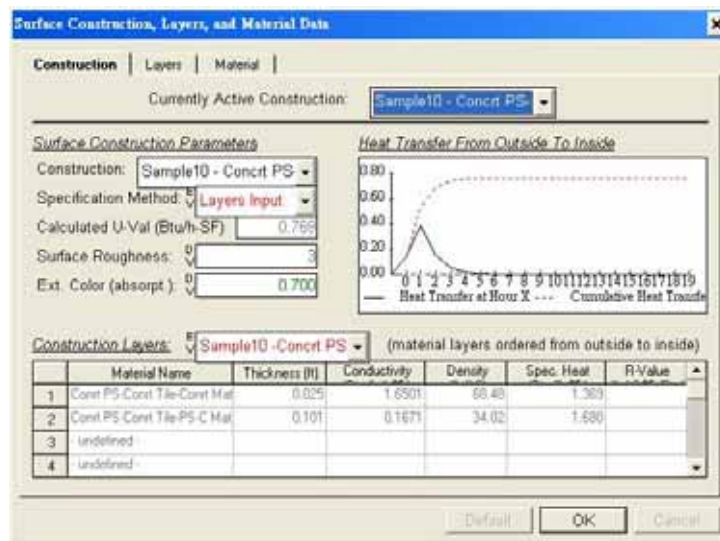 Surface Construction, Layers, and Material Data
Construction | Layers | Material |
Currently Active Construction: Sample10 - Concrt PS-
Surface Construction Parameters
Construction: Sample10 - Concrt PS
Specification Method: Layers Input
Calculated U-Val (Btu/h-SF) 0.769
Surface Roughness: 3
Ext. Color (absorpt.): 0.700
Heat Transfer From Outside To Inside
0.80
0.60
0.40
0.20
0.00
0 1 2 3 4 5 6 7 8 9 10 11 12 13 14 15 16 17 18 19
Heat Transfer at Hour X --- Cumulative Heat Transfe
Construction Layers: Sample10 -Concrt PS (material layers ordered from outside to inside)
Material Name Thickness (ft) Conductivity Density Spec. Heat R-Value
1 Conrt PS-Conrt Tile-Conrt Mat 0.025 1.6501 68.48 1.369
2 Conrt PS-Conrt Tile-PS-C Mat 0.101 0.1671 34.02 1.680
3 - undefined -
4 - undefined -
Default OK Cancel